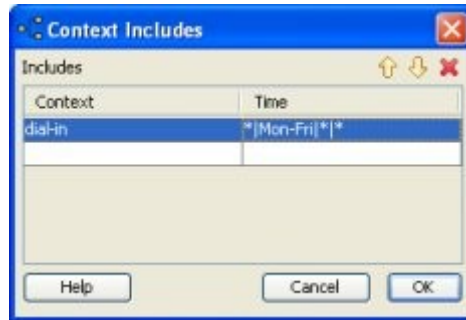 Context Includes
Includes
Context Time
dial-in *|Mon-Fri|*|*
Help Cancel OK